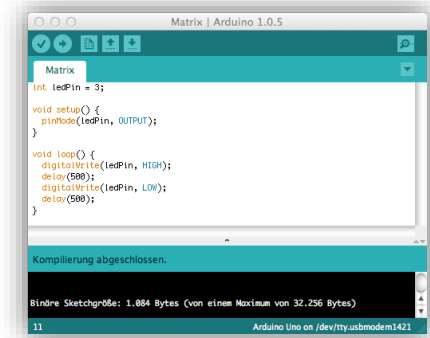 Matrix | Arduino 1.0.5
Matrix
int ledPin = 3;
void setup() {
pinMode(ledPin, OUTPUT);
}
void loop() {
digitalWrite(ledPin, HIGH);
delay(500);
digitalWrite(ledPin, LOW);
delay(500);
}
Kompilierung abgeschlossen.
Binäre Sketchgröße: 1.084 Bytes (von einem Maximum von 32.256 Bytes)
11 Arduino Uno on /dev/tty.usbmodem1421